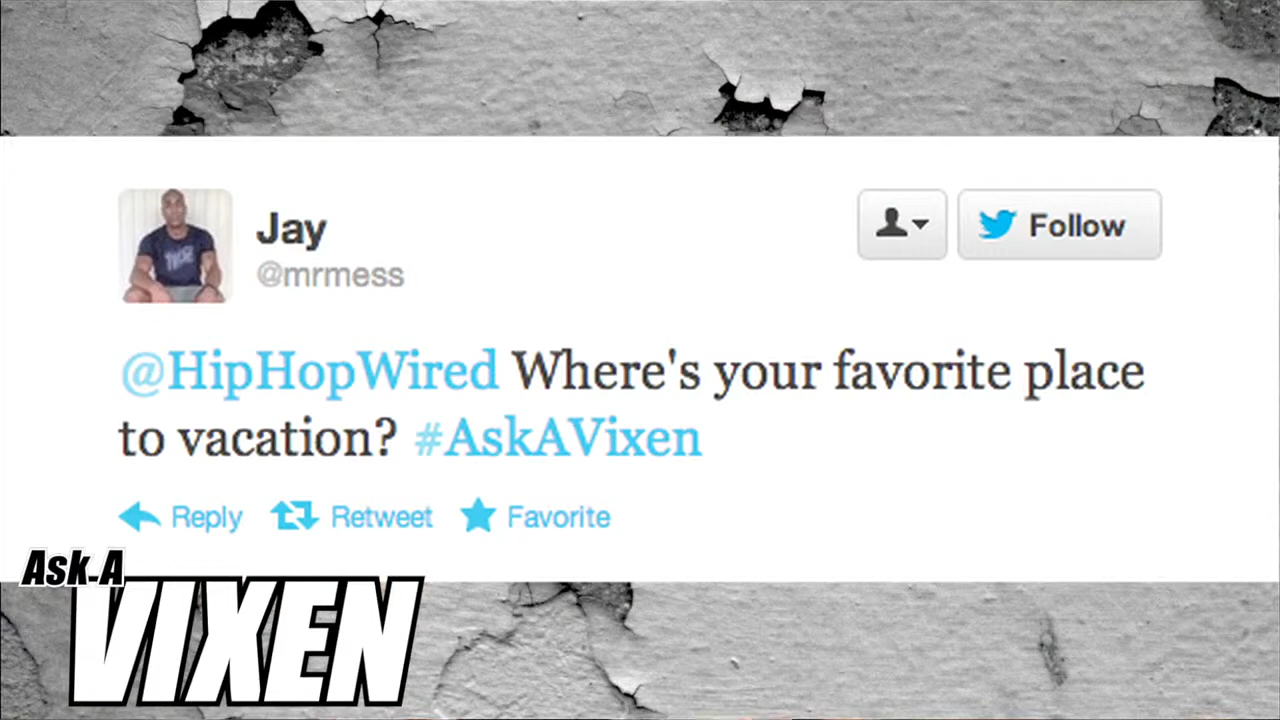 Jay
@mrmess
Follow
@HipHopWired Where's your favorite place
to vacation? #AskAVixen
Reply Retweet Favorite
Ask A
VIXEN